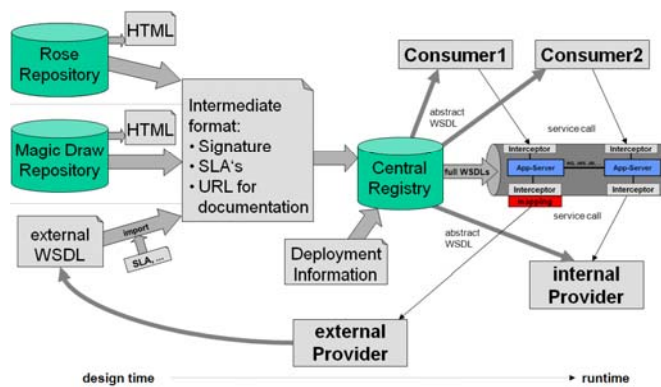 HTML
Rose
Repository
HTML
Magic Draw
Repository
external
WSDL
import
SLA, ...
Intermediate
format:
• Signature
• SLA's
• URL for
documentation
Central
Registry
Deployment
Information
Consumer1
Consumer2
abstract
WSDL
service call
full WSDLs
Interceptor
Interceptor
App-Server
App-Server
Interceptor
Interceptor
mapping
abstract
WSDL
service call
internal
Provider
external
Provider
design time
runtime